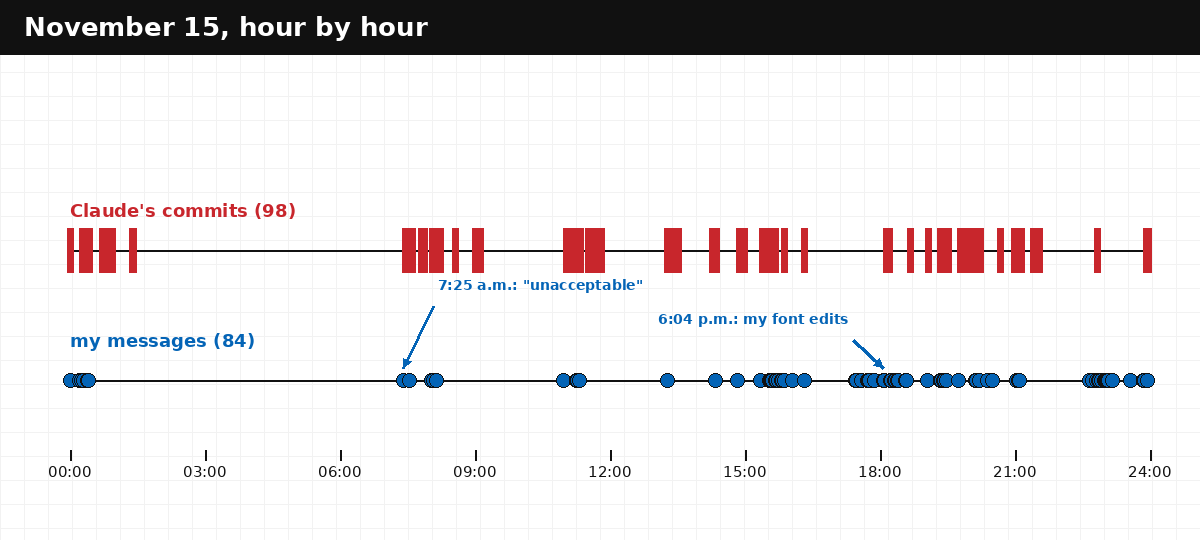 November 15, hour by hour
Claude's commits (98)
7:25 a.m.: "unacceptable"
6:04 p.m.: my font edits
my messages (84)
00:00 03:00 06:00 09:00 12:00 15:00 18:00 21:00 24:00